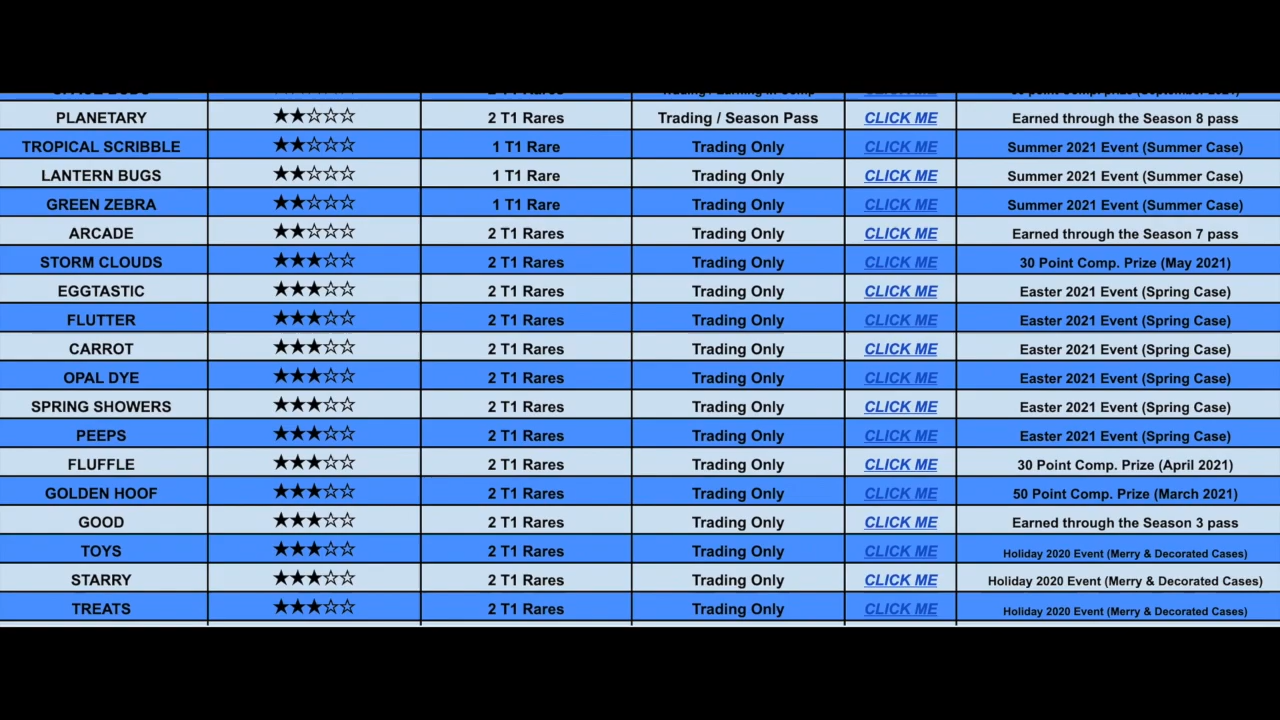 PLANETARY ★★☆☆☆ 2 T1 Rares Trading / Season Pass CLICK ME Earned through the Season 8 pass
TROPICAL SCRIBBLE ★★☆☆☆ 1 T1 Rare Trading Only CLICK ME Summer 2021 Event (Summer Case)
LANTERN BUGS ★★☆☆☆ 1 T1 Rare Trading Only CLICK ME Summer 2021 Event (Summer Case)
GREEN ZEBRA ★★☆☆☆ 1 T1 Rare Trading Only CLICK ME Summer 2021 Event (Summer Case)
ARCADE ★★☆☆☆ 2 T1 Rares Trading Only CLICK ME Earned through the Season 7 pass
STORM CLOUDS ★★★☆☆ 2 T1 Rares Trading Only CLICK ME 30 Point Comp. Prize (May 2021)
EGGTASTIC ★★★☆☆ 2 T1 Rares Trading Only CLICK ME Easter 2021 Event (Spring Case)
FLUTTER ★★★☆☆ 2 T1 Rares Trading Only CLICK ME Easter 2021 Event (Spring Case)
CARROT ★★★☆☆ 2 T1 Rares Trading Only CLICK ME Easter 2021 Event (Spring Case)
OPAL DYE ★★★☆☆ 2 T1 Rares Trading Only CLICK ME Easter 2021 Event (Spring Case)
SPRING SHOWERS ★★★☆☆ 2 T1 Rares Trading Only CLICK ME Easter 2021 Event (Spring Case)
PEEPS ★★★☆☆ 2 T1 Rares Trading Only CLICK ME Easter 2021 Event (Spring Case)
FLUFFLE ★★★☆☆ 2 T1 Rares Trading Only CLICK ME 30 Point Comp. Prize (April 2021)
GOLDEN HOOF ★★★☆☆ 2 T1 Rares Trading Only CLICK ME 50 Point Comp. Prize (March 2021)
GOOD ★★★☆☆ 2 T1 Rares Trading Only CLICK ME Earned through the Season 3 pass
TOYS ★★★☆☆ 2 T1 Rares Trading Only CLICK ME Holiday 2020 Event (Merry & Decorated Cases)
STARRY ★★★☆☆ 2 T1 Rares Trading Only CLICK ME Holiday 2020 Event (Merry & Decorated Cases)
TREATS ★★★☆☆ 2 T1 Rares Trading Only CLICK ME Holiday 2020 Event (Merry & Decorated Cases)